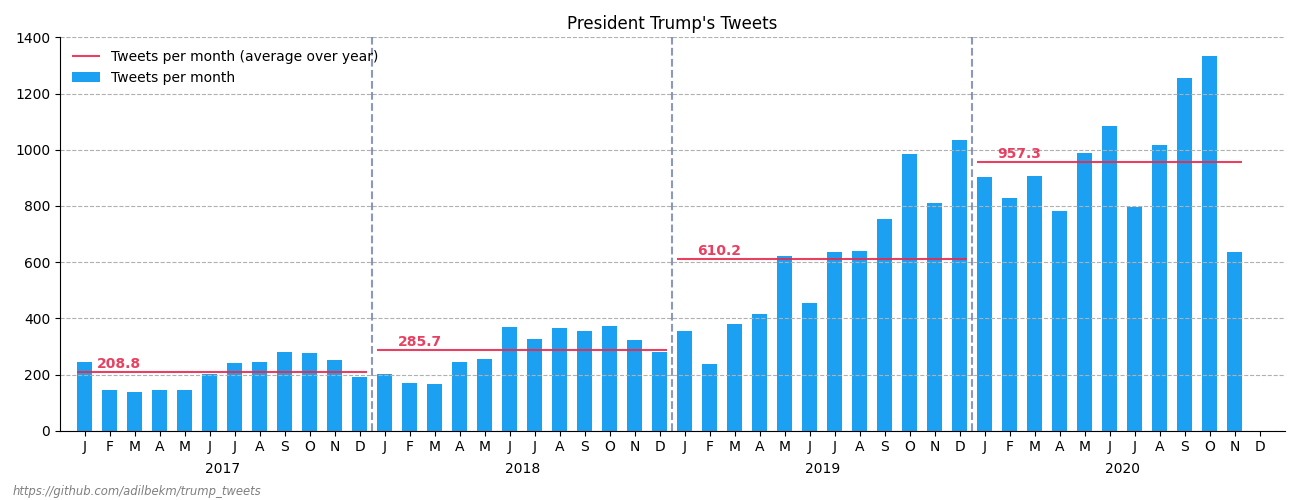 President Trump's Tweets
1400
1200
1000
800
600
400
200
0
Tweets per month (average over year)
Tweets per month
208.8
285.7
610.2
957.3
J F M A M J J A S O N D J F M A M J J A S O N D J F M A M J J A S O N D J F M A M J J A S O N D
2017 2018 2019 2020
https://github.com/adilbekm/trump_tweets